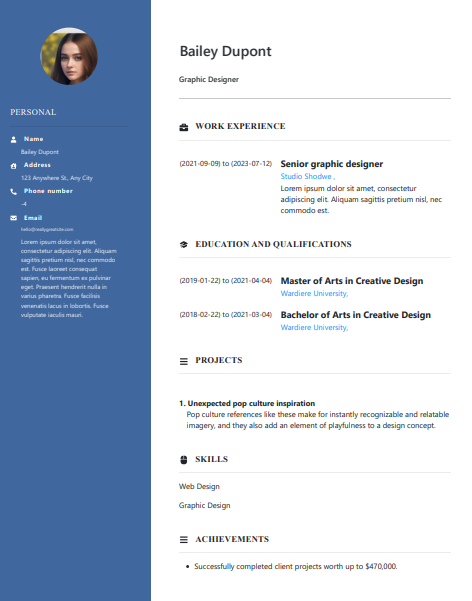 PERSONAL
Name
Bailey Dupont
Address
123 Anywhere St., Any City
Phone number
-4
Email
hello@reallygreatsite.com
Lorem ipsum dolor sit amet,
consectetur adipiscing elit. Aliquam
sagittis pretium nisl, nec commodo
est. Fusce laoreet consequat
sapien, eu fermentum ex pulvinar
eget. Praesent hendrerit nulla in
varius pharetra. Fusce facilisis
venenatis lacus in lobortis. Fusce
vulputate iaculis mauri.
Bailey Dupont
Graphic Designer
WORK EXPERIENCE
(2021-09-09) to (2023-07-12) Senior graphic designer
Studio Shodwe ,
Lorem ipsum dolor sit amet, consectetur
adipiscing elit. Aliquam sagittis pretium nisl, nec
commodo est.
EDUCATION AND QUALIFICATIONS
(2019-01-22) to (2021-04-04) Master of Arts in Creative Design
Wardiere University,
(2018-02-22) to (2021-03-04) Bachelor of Arts in Creative Design
Wardiere University,
PROJECTS
1. Unexpected pop culture inspiration
Pop culture references like these make for instantly recognizable and relatable
imagery, and they also add an element of playfulness to a design concept.
SKILLS
Web Design
Graphic Design
ACHIEVEMENTS
• Successfully completed client projects worth up to $470,000.